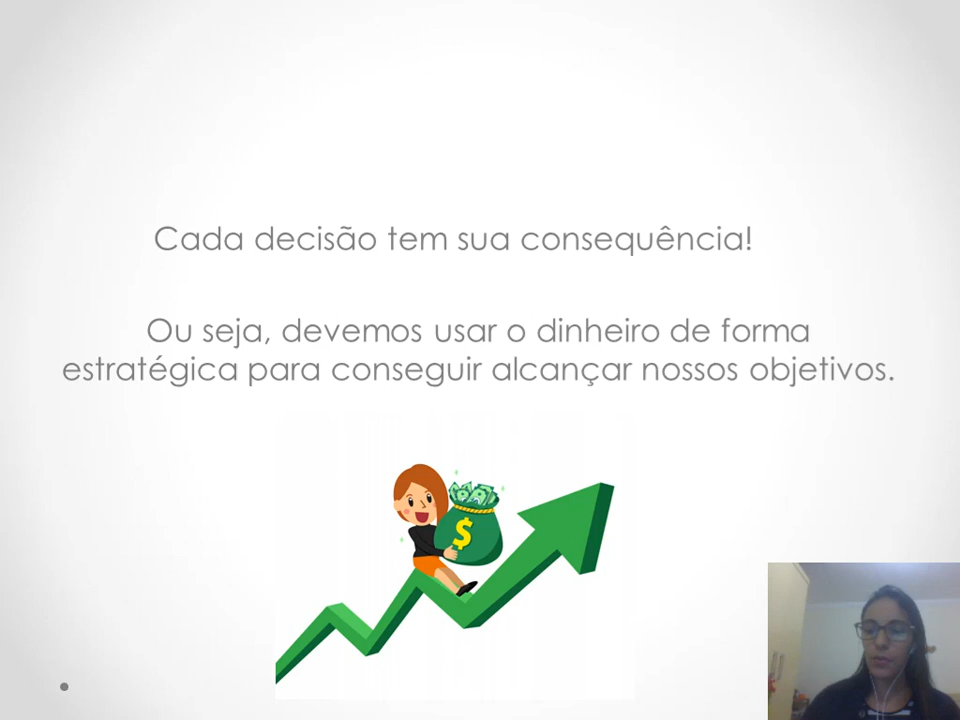 Cada decisão tem sua consequência!
Ou seja, devemos usar o dinheiro de forma
estratégica para conseguir alcançar nossos objetivos.
$